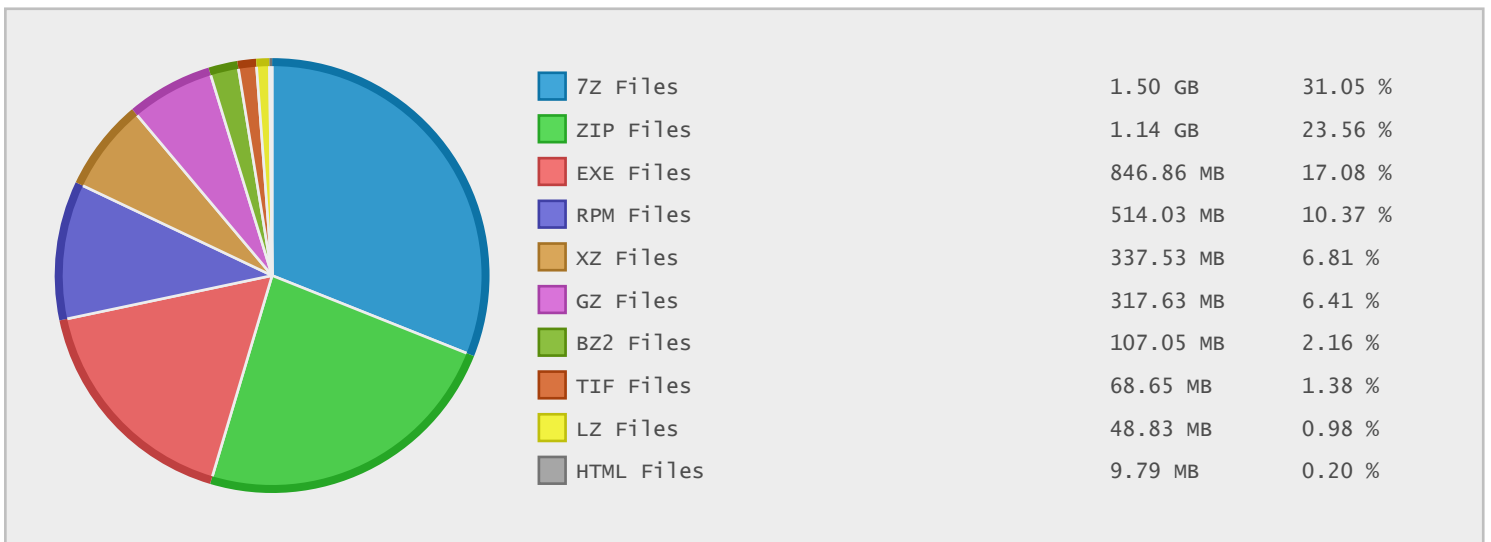 7Z Files 1.50 GB 31.05 %
ZIP Files 1.14 GB 23.56 %
EXE Files 846.86 MB 17.08 %
RPM Files 514.03 MB 10.37 %
XZ Files 337.53 MB 6.81 %
GZ Files 317.63 MB 6.41 %
BZ2 Files 107.05 MB 2.16 %
TIF Files 68.65 MB 1.38 %
LZ Files 48.83 MB 0.98 %
HTML Files 9.79 MB 0.20 %